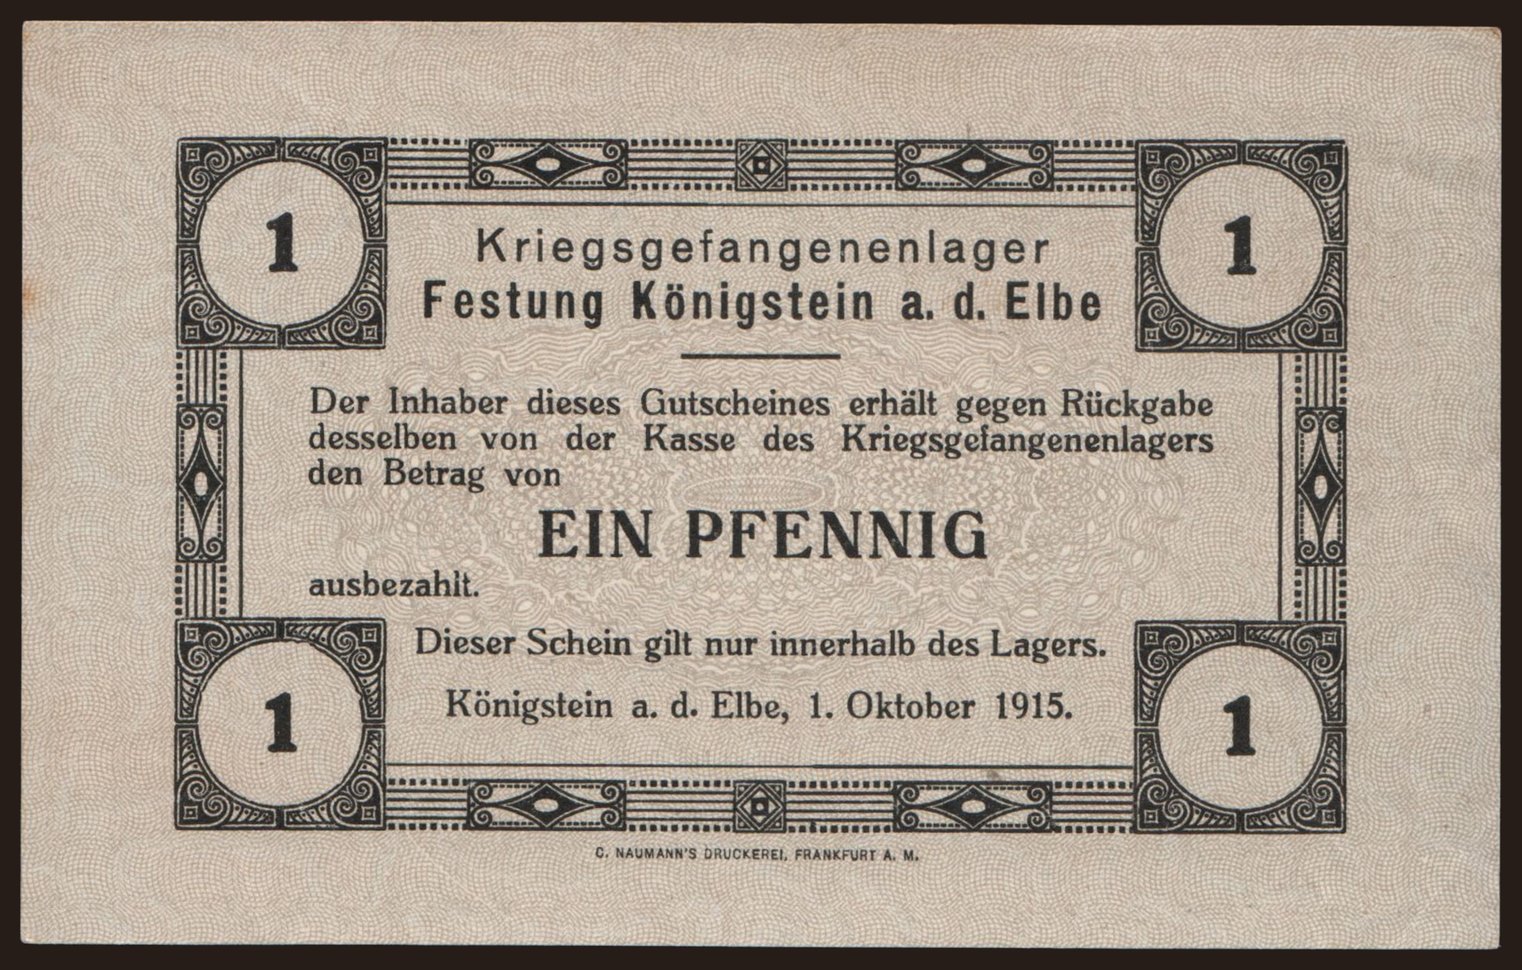 1
1
Kriegsgefangenenlager
Festung Königstein a. d. Elbe
Der Inhaber dieses Gutscheines erhält gegen Rückgabe
desselben von der Kasse des Kriegsgefangenenlagers
den Betrag von
EIN PFENNIG
ausbezahlt.
Dieser Schein gilt nur innerhalb des Lagers.
Königstein a. d. Elbe, 1. Oktober 1915.
1
1
C. NAUMANN'S DRUCKEREI, FRANKFURT A. M.